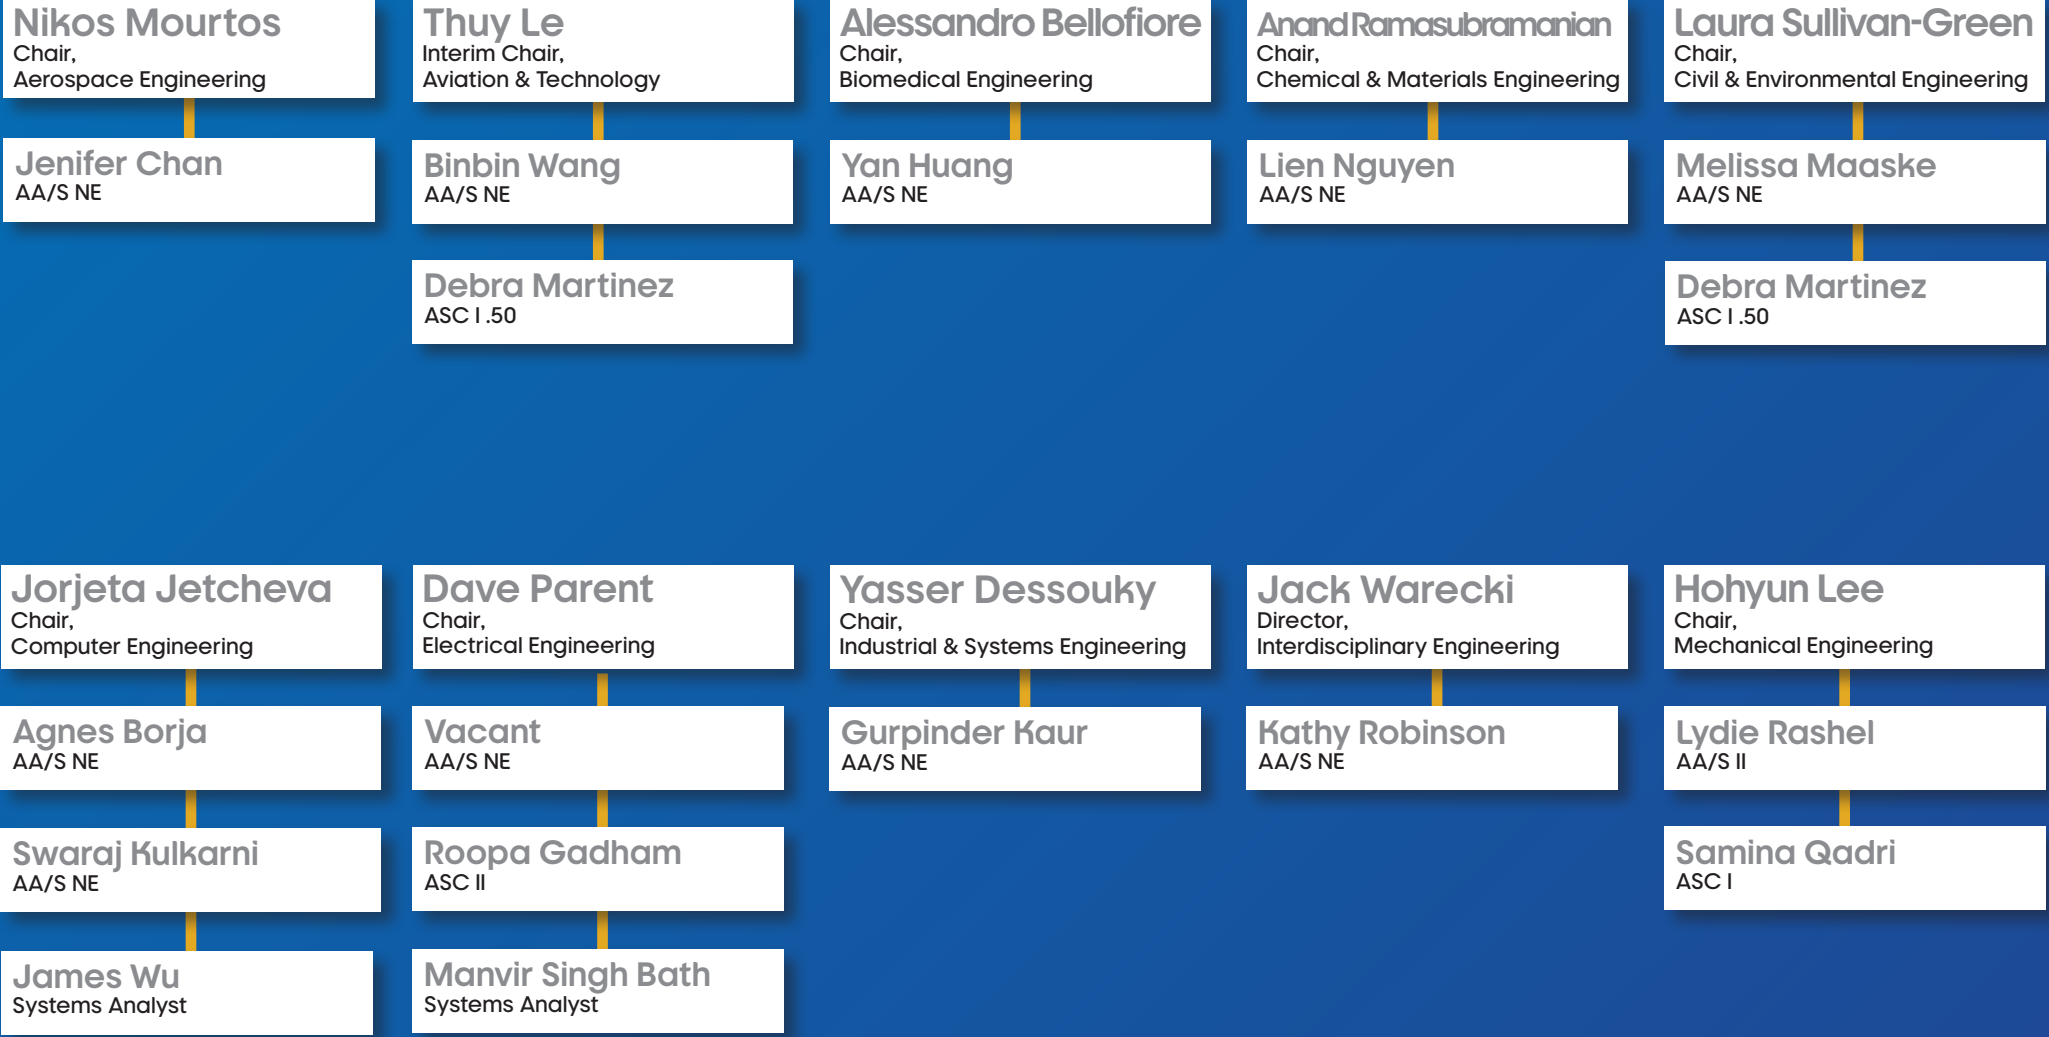 Nikos Mourtos
Chair,
Aerospace Engineering
Jenifer Chan
AA/S NE
Thuy Le
Interim Chair,
Aviation & Technology
Binbin Wang
AA/S NE
Debra Martinez
ASC I .50
Alessandro Bellofiore
Chair,
Biomedical Engineering
Yan Huang
AA/S NE
Anand Ramasubramanian
Chair,
Chemical & Materials Engineering
Lien Nguyen
AA/S NE
Laura Sullivan-Green
Chair,
Civil & Environmental Engineering
Melissa Maaske
AA/S NE
Debra Martinez
ASC I .50
Jorjeta Jetcheva
Chair,
Computer Engineering
Agnes Borja
AA/S NE
Swaraj Kulkarni
AA/S NE
James Wu
Systems Analyst
Dave Parent
Chair,
Electrical Engineering
Vacant
AA/S NE
Roopa Gadham
ASC II
Manvir Singh Bath
Systems Analyst
Yasser Dessouky
Chair,
Industrial & Systems Engineering
Gurpinder Kaur
AA/S NE
Jack Warecki
Director,
Interdisciplinary Engineering
Kathy Robinson
AA/S NE
Hohyun Lee
Chair,
Mechanical Engineering
Lydie Rashel
AA/S II
Samina Qadri
ASC I